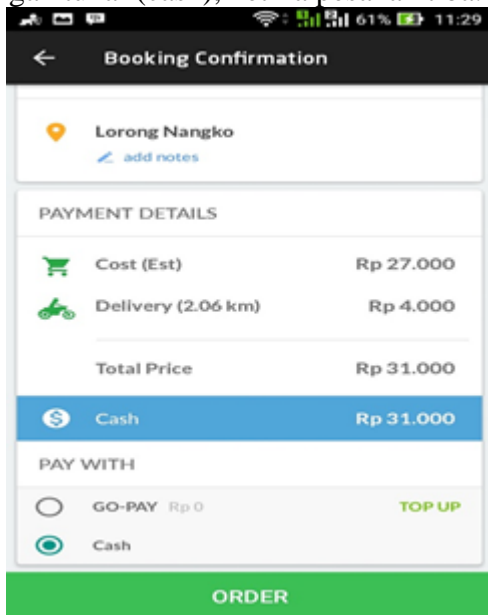 61% 11:29
Booking Confirmation
Lorong Nangko
add notes
PAYMENT DETAILS
Cost (Est) Rp 27.000
Delivery (2.06 km) Rp 4.000
Total Price Rp 31.000
Cash Rp 31.000
PAY WITH
GO-PAY Rp 0 TOP UP
Cash
ORDER